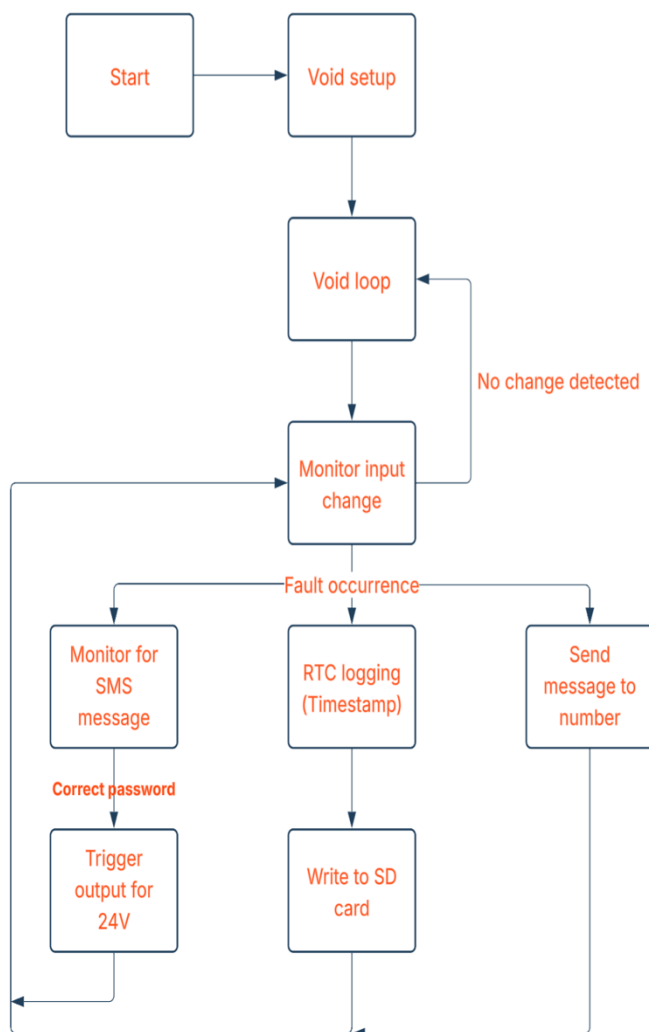 Start
Void setup
Void loop
No change detected
Monitor input
change
Fault occurrence
Monitor for
SMS
message
RTC logging
(Timestamp)
Send
message to
number
Correct password
Trigger
output for
24V
Write to SD
card